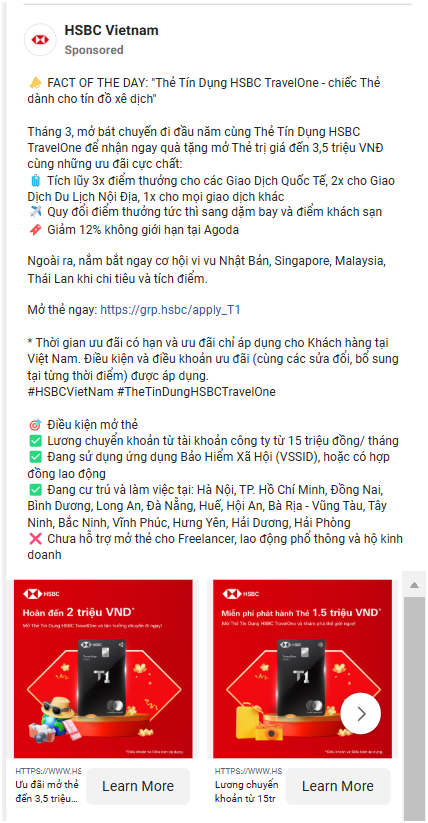 HSBC Vietnam
Sponsored
FACT OF THE DAY: "Thẻ Tín Dụng HSBC TravelOne - chiếc Thẻ
dành cho tín đồ xê dịch"
Tháng 3, mở bát chuyến đi đầu năm cùng Thẻ Tín Dụng HSBC
TravelOne để nhận ngay quà tặng mở Thẻ trị giá đến 3,5 triệu VNĐ
cùng những ưu đãi cực chất:
Tích lũy 3x điểm thưởng cho các Giao Dịch Quốc Tế, 2x cho Giao
Dịch Du Lịch Nội Địa, 1x cho mọi giao dịch khác
Quy đổi điểm thưởng tức thì sang dặm bay và điểm khách sạn
Giảm 12% không giới hạn tại Agoda
Ngoài ra, nắm bắt ngay cơ hội vi vu Nhật Bản, Singapore, Malaysia,
Thái Lan khi chi tiêu và tích điểm.
Mở thẻ ngay: https://grp.hsbc/apply_T1
* Thời gian ưu đãi có hạn và ưu đãi chỉ áp dụng cho Khách hàng tại
Việt Nam. Điều kiện và điều khoản ưu đãi (cùng các sửa đổi, bổ sung
tại từng thời điểm) được áp dụng.
#HSBCVietNam #TheTinDungHSBCTravelOne
Điều kiện mở thẻ
Lương chuyển khoản từ tài khoản công ty từ 15 triệu đồng/ tháng
Đang sử dụng ứng dụng Bảo Hiểm Xã Hội (VSSID), hoặc có hợp
đồng lao động
Đang cư trú và làm việc tại: Hà Nội, TP. Hồ Chí Minh, Đồng Nai,
Bình Dương, Long An, Đà Nẵng, Huế, Hội An, Bà Rịa - Vũng Tàu, Tây
Ninh, Bắc Ninh, Vĩnh Phúc, Hưng Yên, Hải Dương, Hải Phòng
Chưa hỗ trợ mở thẻ cho Freelancer, lao động phổ thông và hộ kinh
doanh
HSBC
Hoàn đến 2 triệu VND*
Mở Thẻ Tín Dụng HSBC TravelOne và tận hưởng chuyến đi ngay!
HSBC
TravelOne
T1
*Điều khoản và Điều kiện áp dụng.
HTTPS://WWW.HS
Ưu đãi mở thẻ
đến 3,5 triệu...
Learn More
HSBC
Miễn phí phát hành Thẻ 1.5 triệu VND*
Mở Thẻ Tín Dụng HSBC TravelOne và khám phá thế giới ngay!
HSBC
TravelOne
T1
*Điều khoản và Điều kiện áp dụng.
HTTPS://WWW.HS
Lương chuyển
khoản từ 15tr
Learn More